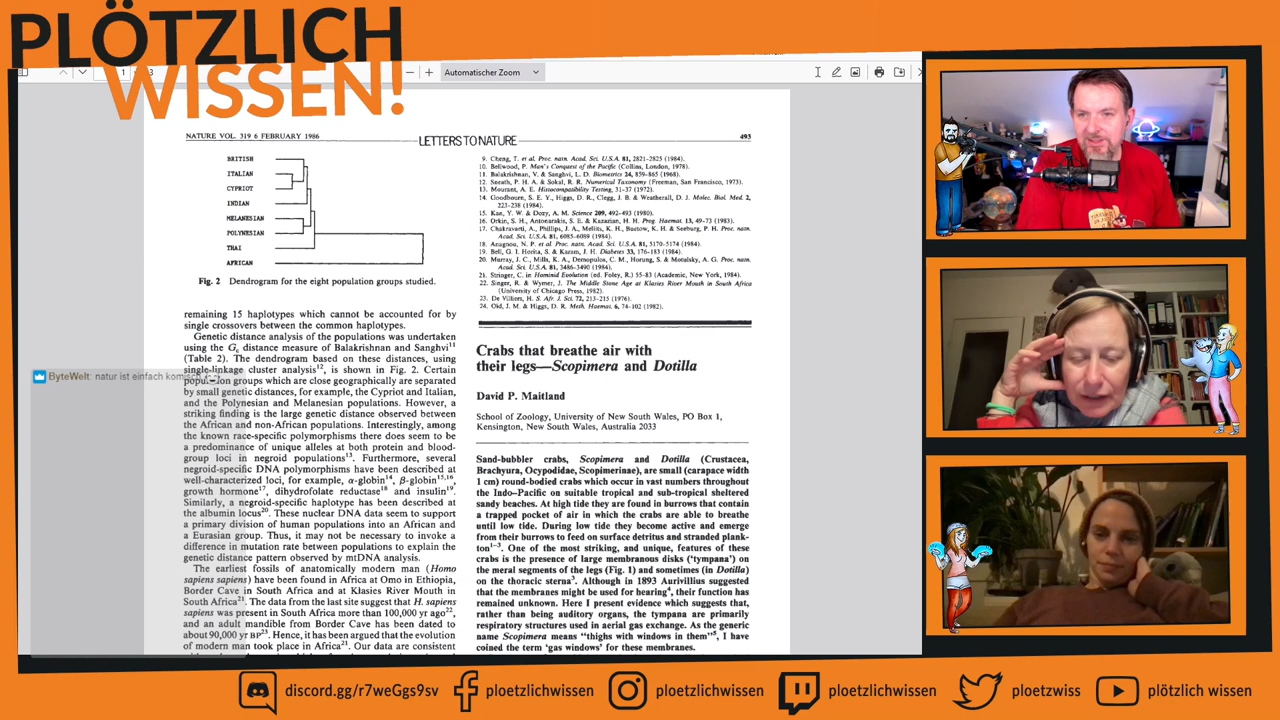 PLÖTZLICH
WISSEN!
1
Automatischer Zoom
NATURE VOL. 319 6 FEBRUARY 1986
LETTERS TO NATURE
493
BRITISH
ITALIAN
CYPRIOT
INDIAN
MELANESIAN
POLYNESIAN
THAI
AFRICAN
Fig. 2 Dendrogram for the eight population groups studied.
remaining 15 haplotypes which cannot be accounted for by
single crossovers between the common haplotypes.
Genetic distance analysis of the populations was undertaken
using the Gc distance measure of Balakrishnan and Sanghvi11
(Table 2). The dendrogram based on these distances, using
single-linkage cluster analysis12, is shown in Fig. 2. Certain
population groups which are close geographically are separated
by small genetic distances, for example, the Cypriot and Italian,
and the Polynesian and Melanesian populations. However, a
striking finding is the large genetic distance observed between
the African and non-African populations. Interestingly, among
the known race-specific polymorphisms there does seem to be
a predominance of unique alleles at both protein and blood-
group loci in negroid populations13. Furthermore, several
negroid-specific DNA polymorphisms have been described at
well-characterized loci, for example, α-globin14, β-globin15,16,
growth hormone17, dihydrofolate reductase18 and insulin19.
Similarly, a negroid-specific haplotype has been described at
the albumin locus20. These nuclear DNA data seem to support
a primary division of human populations into an African and
a Eurasian group. Thus, it may not be necessary to invoke a
difference in mutation rate between populations to explain the
genetic distance pattern observed by mtDNA analysis.
The earliest fossils of anatomically modern man (Homo
sapiens sapiens) have been found in Africa at Omo in Ethiopia,
Border Cave in South Africa and at Klasies River Mouth in
South Africa21. The data from the last site suggest that H. sapiens
sapiens was present in South Africa more than 100,000 yr ago22,
and an adult mandible from Border Cave has been dated to
about 90,000 yr BP23. Hence, it has been argued that the evolution
of modern man took place in Africa21. Our data are consistent
ByteWelt: natur ist einfach komisch
9. Cheng, T. et al. Proc. natn. Acad. Sci. U.S.A. 81, 2821-2825 (1984).
10. Bellwood, P. Man's Conquest of the Pacific (Collins, London, 1978).
11. Balakrishnan, V. & Sanghvi, L. D. Biometrics 24, 859-865 (1968).
12. Sneath, P. H. A. & Sokal, R. R. Numerical Taxonomy (Freeman, San Francisco, 1973).
13. Mourant, A. E. Histocompatibility Testing, 31-37 (1972).
14. Goodbourn, S. E. Y., Higgs, D. R., Clegg, J. B. & Weatherall, D. J. Molec. Biol. Med. 2,
223-238 (1984).
15. Kan, Y. W. & Dozy, A. M. Science 209, 492-493 (1980).
16. Orkin, S. H., Antonarakis, S. E. & Kazazian, H. H. Prog. Haemat. 13, 49-73 (1983).
17. Chakravarti, A., Phillips, J. A., Mellits, K. H., Buetow, K. H. & Seeburg, P. H. Proc. natn.
Acad. Sci. U.S.A. 81, 6085-6089 (1984).
18. Anagnou, N. P. et al. Proc. natn. Acad. Sci. U.S.A. 81, 5170-5174 (1984).
19. Bell, G. I. Horita, S. & Karam, J. H. Diabetes 33, 176-183 (1984).
20. Murray, J. C., Mills, K. A., Demopulos, C. M., Hornung, S. & Motulsky, A. G. Proc. natn.
Acad. Sci. U.S.A. 81, 3486-3490 (1984).
21. Stringer, C. in Hominid Evolution (ed. Foley, R.) 55-83 (Academic, New York, 1984).
22. Singer, R. & Wymer, J. The Middle Stone Age at Klasies River Mouth in South Africa
(University of Chicago Press, 1982).
23. De Villiers, H. S. Afr. J. Sci. 72, 213-215 (1976).
24. Old, J. M. & Higgs, D. R. Meth. Haemat. 6, 74-102 (1982).
Crabs that breathe air with
their legs—Scopimera and Dotilla
David P. Maitland
School of Zoology, University of New South Wales, PO Box 1,
Kensington, New South Wales, Australia 2033
Sand-bubbler crabs, Scopimera and Dotilla (Crustacea,
Brachyura, Ocypodidae, Scopimerinae), are small (carapace width
1 cm) round-bodied crabs which occur in vast numbers throughout
the Indo-Pacific on suitable tropical and sub-tropical sheltered
sandy beaches. At high tide they are found in burrows that contain
a trapped pocket of air in which the crabs are able to breathe
until low tide. During low tide they become active and emerge
from their burrows to feed on surface detritus and stranded plank-
ton1-3. One of the most striking, and unique, features of these
crabs is the presence of large membranous disks ('tympana') on
the meral segments of the legs (Fig. 1) and sometimes (in Dotilla)
on the thoracic sterna3. Although in 1893 Aurivillius suggested
that the membranes might be used for hearing4, their function has
remained unknown. Here I present evidence which suggests that,
rather than being auditory organs, the tympana are primarily
respiratory structures used in aerial gas exchange. As the generic
name Scopimera means "thighs with windows in them"5, I have
coined the term 'gas windows' for these membranes.
discord.gg/r7weGgs9sv
ploetzlichwissen
ploetzlichwissen
ploetzlichwissen
ploetzwiss
plötzlich wissen